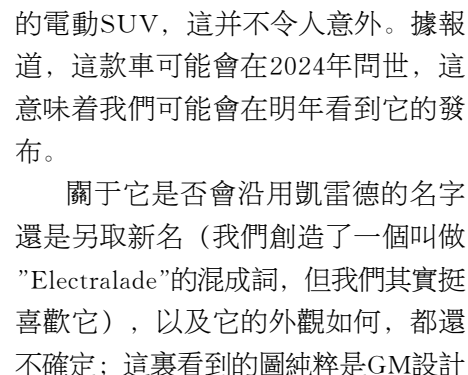 的電動SUV，這并不令人意外。據報
道，這款車可能會在2024年問世，這
意味着我們可能會在明年看到它的發
布。
關于它是否會沿用凱雷德的名字
還是另取新名（我們創造了一個叫做
”Electralade”的混成詞，但我們其實挺
喜歡它），以及它的外觀如何，都還
不確定；這裏看到的圖純粹是GM設計